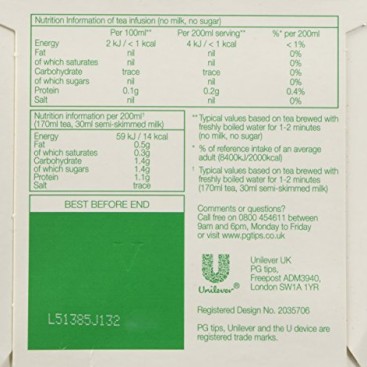 Nutrition Information of tea infusion (no milk, no sugar)
Per 100ml** Per 200ml serving** %* per 200ml
Energy 2 kJ / < 1 kcal 4 kJ / < 1 kcal < 1%
Fat nil nil 0%
of which saturates nil nil 0%
Carbohydrate trace trace 0%
of which sugars nil nil 0%
Protein 0.1g 0.2g 0.4%
Salt nil nil 0%
Nutrition information per 200ml†
(170ml tea, 30ml semi-skimmed milk)
Energy 59 kJ / 14 kcal
Fat 0.5g
of which saturates 0.3g
Carbohydrate 1.4g
of which sugars 1.4g
Protein 1.1g
Salt trace
** Typical values based on tea brewed with
freshly boiled water for 1-2 minutes
(no milk, no sugar)
* % of reference intake of an average
adult (8400kJ/2000kcal)
† Typical values based on tea brewed with
freshly boiled water for 1-2 minutes
(170ml tea, 30ml semi-skimmed milk)
BEST BEFORE END
L51385J132
Comments or questions?
Call free on 0800 454611 between
9am and 6pm, Monday to Friday
or visit www.pgtips.co.uk
Unilever
Unilever UK
PG tips,
Freepost ADM3940,
London SW1A 1YR
Registered Design No. 2035706
PG tips, Unilever and the U device are
registered trade marks.